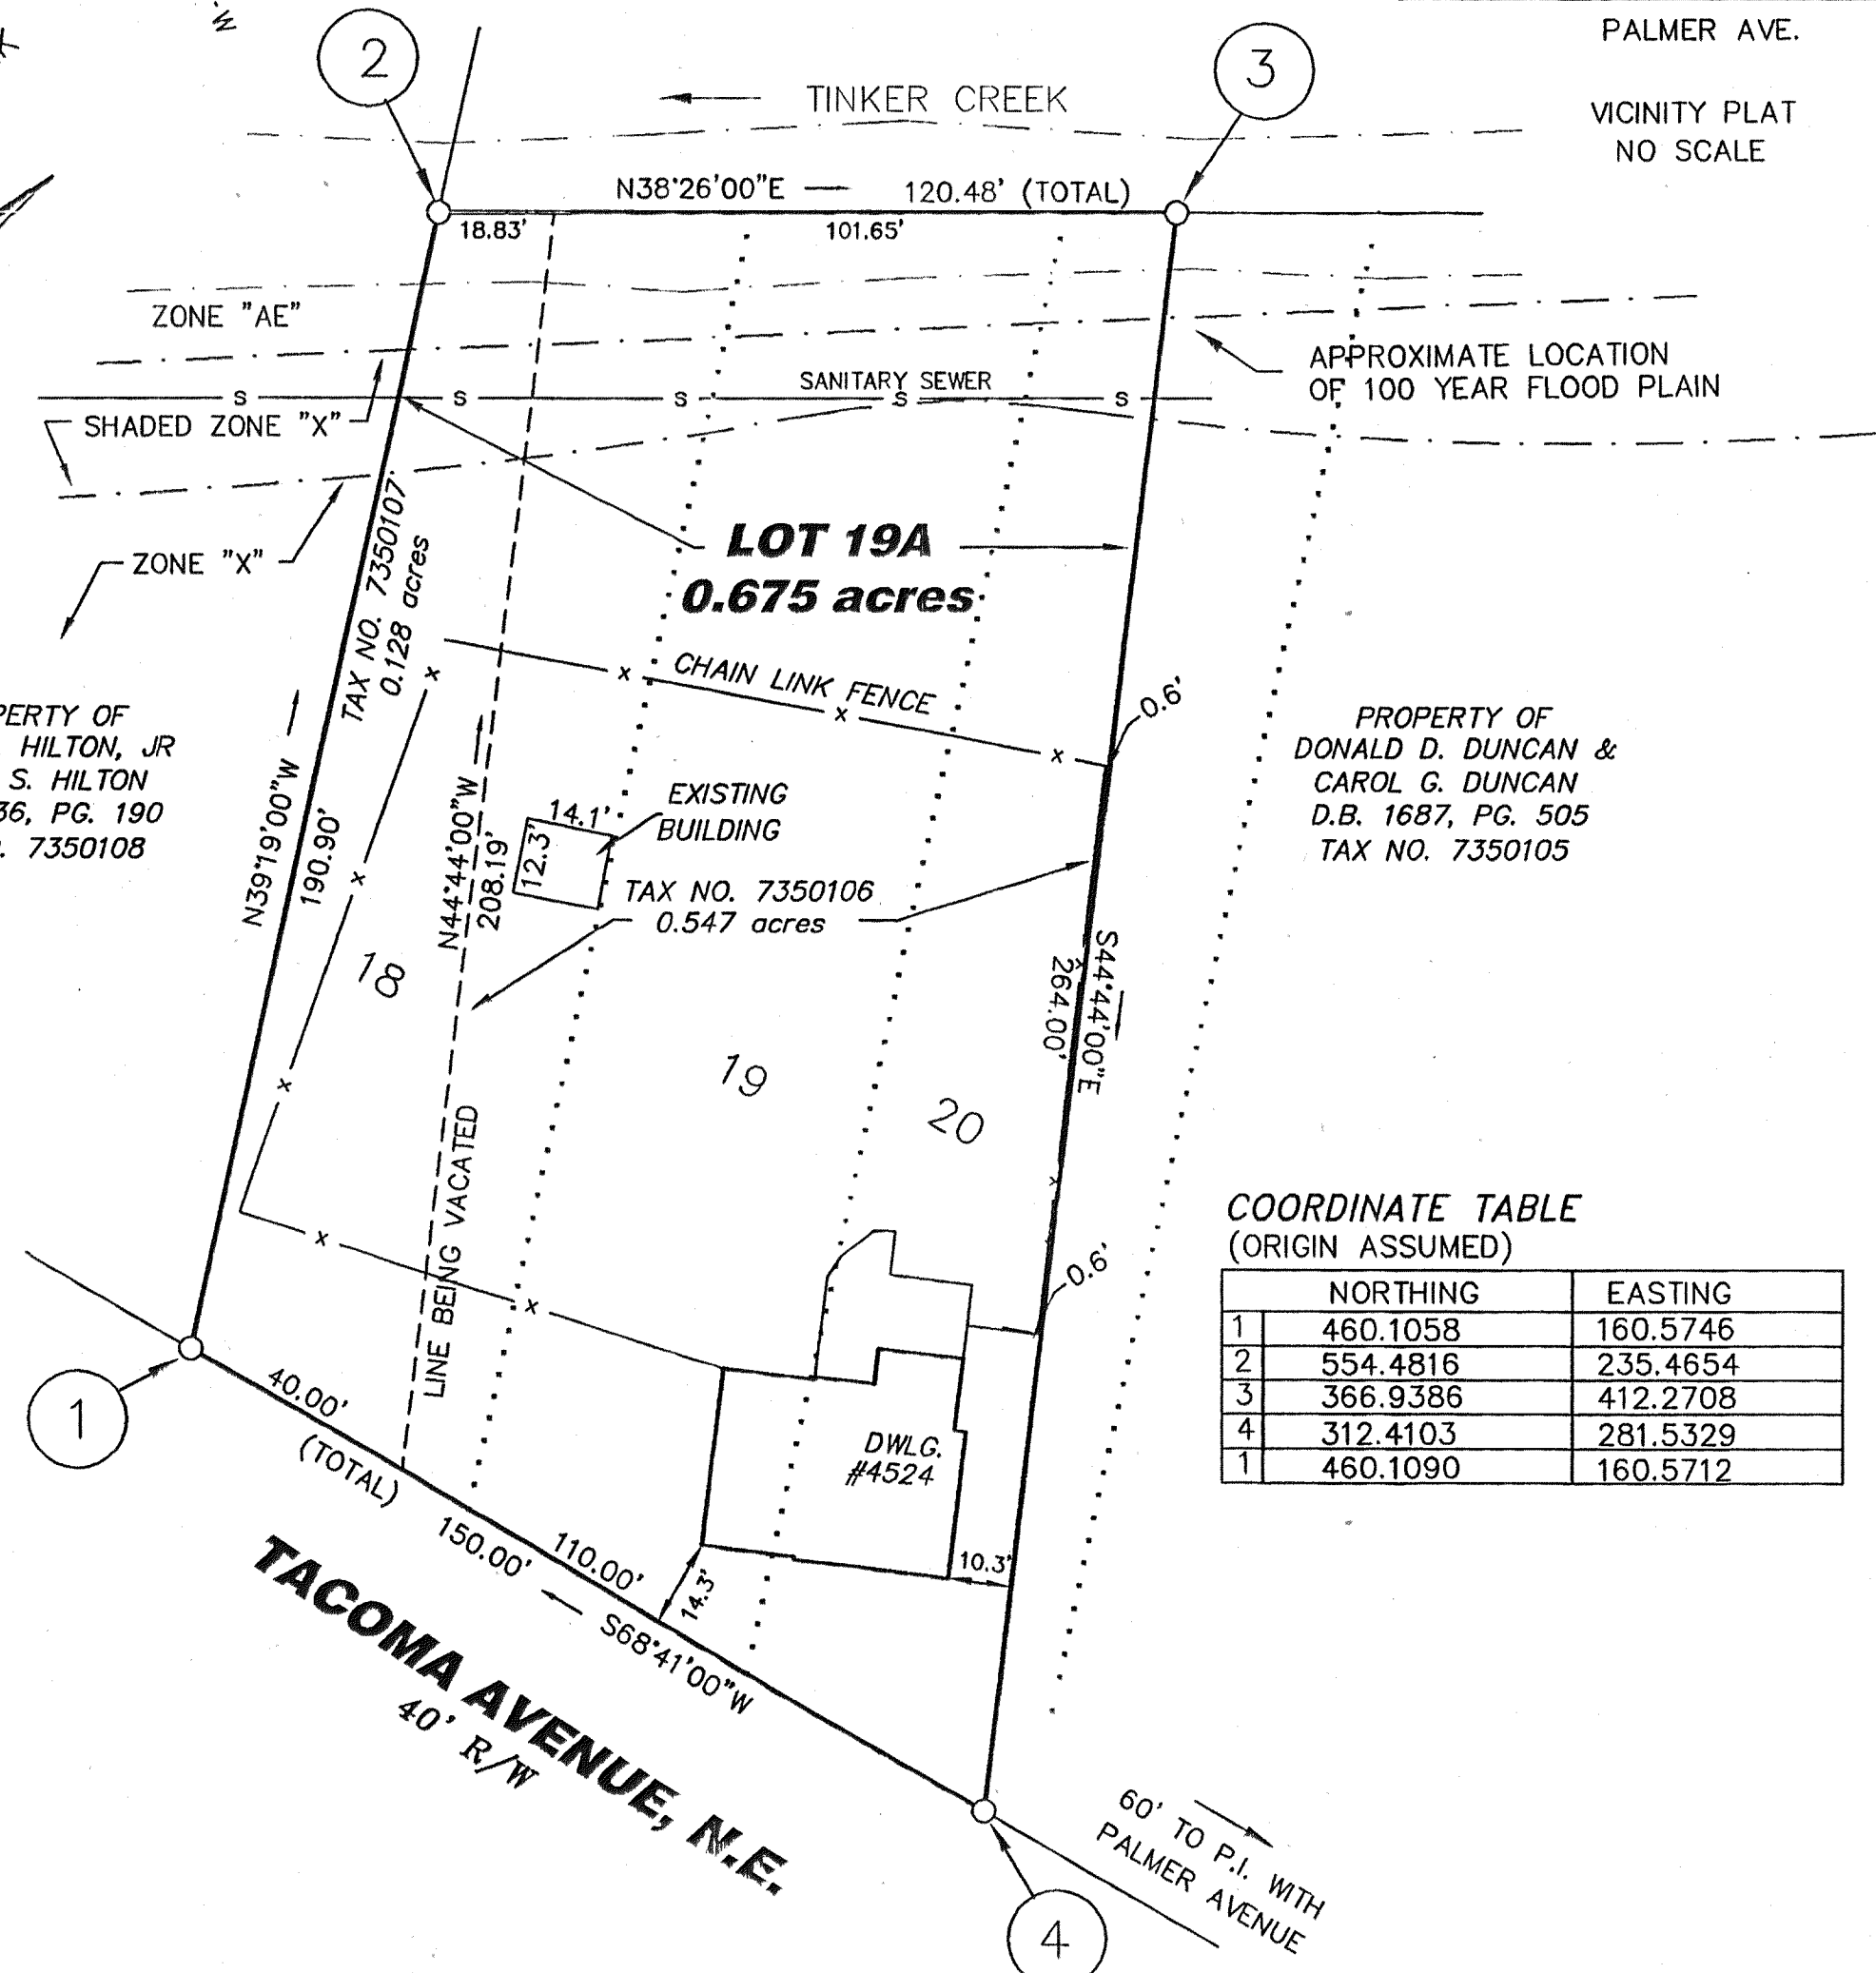 W
PALMER AVE.
VICINITY PLAT
NO SCALE
2
3
TINKER CREEK
N38°26'00"E
120.48' (TOTAL)
18.83'
101.65'
ZONE "AE"
APPROXIMATE LOCATION
OF 100 YEAR FLOOD PLAIN
SANITARY SEWER
S S S S S
SHADED ZONE "X"
ZONE "X"
TAX NO. 7350107
0.128 acres
LOT 19A
0.675 acres
CHAIN LINK FENCE
0.6'
PERTY OF
HILTON, JR
S. HILTON
36, PG. 190
. 7350108
N39°19'00"W
190.90'
N44°44'00"W
208.19'
14.1'
12.3'
EXISTING
BUILDING
TAX NO. 7350106
0.547 acres
PROPERTY OF
DONALD D. DUNCAN &
CAROL G. DUNCAN
D.B. 1687, PG. 505
TAX NO. 7350105
S44°44'00"E
264.00'
18
19
20
LINE BEING VACATED
0.6'
COORDINATE TABLE
(ORIGIN ASSUMED)
NORTHING EASTING
1 460.1058 160.5746
2 554.4816 235.4654
3 366.9386 412.2708
4 312.4103 281.5329
1 460.1090 160.5712
1
40.00'
(TOTAL)
150.00'
110.00'
S68°41'00"W
14.3'
10.3'
DWLG.
#4524
TACOMA AVENUE, N.E.
40' R/W
60' TO P.I. WITH
PALMER AVENUE
4